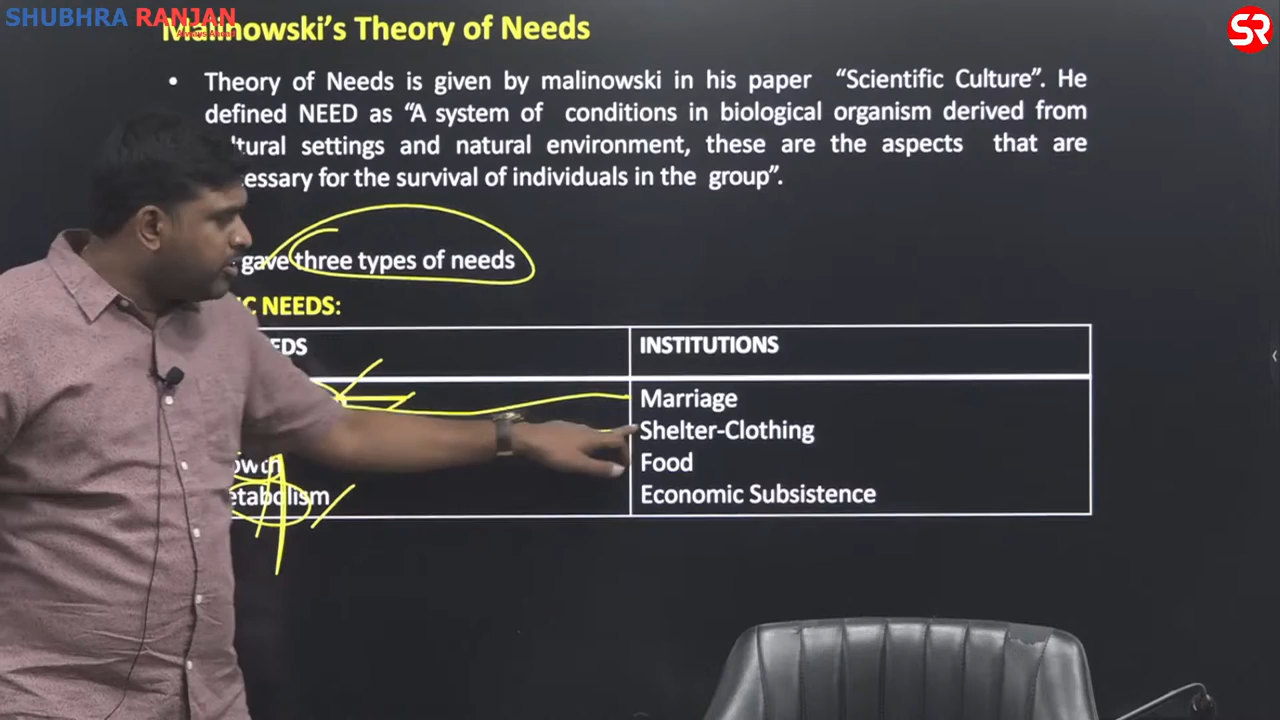 SHUBHRA RANJAN
Always Ahead
SR
Malinowski's Theory of Needs
• Theory of Needs is given by malinowski in his paper "Scientific Culture". He
defined NEED as "A system of conditions in biological organism derived from
ltural settings and natural environment, these are the aspects that are
essary for the survival of individuals in the group".
gave three types of needs
C NEEDS:
EDS
INSTITUTIONS
Marriage
Shelter-Clothing
owth
Food
etabolism
Economic Subsistence